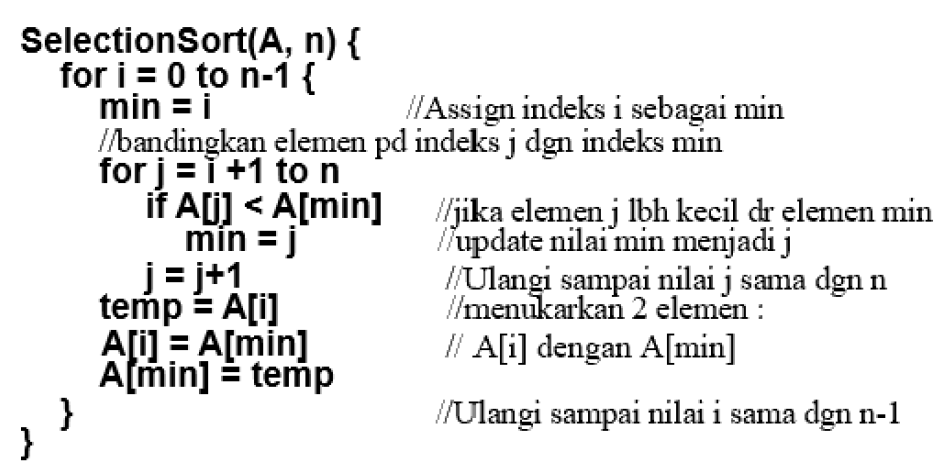 SelectionSort(A, n) {
for i = 0 to n-1 {
min = i //Assign indeks i sebagai min
//bandingkan elemen pd indeks j dgn indeks min
for j = i +1 to n
if A[j] < A[min] //jika elemen j lbh kecil dr elemen min
min = j //update nilai min menjadi j
j = j+1 //Ulangi sampai nilai j sama dgn n
temp = A[i] //menukarkan 2 elemen :
A[i] = A[min] // A[i] dengan A[min]
A[min] = temp
} //Ulangi sampai nilai i sama dgn n-1
}